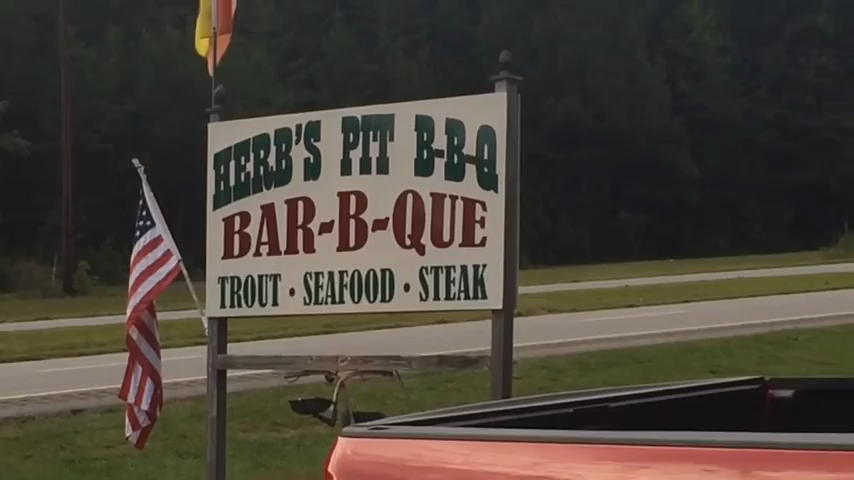 HERB'S PIT B-B-Q
BAR-B-QUE
TROUT · SEAFOOD · STEAK